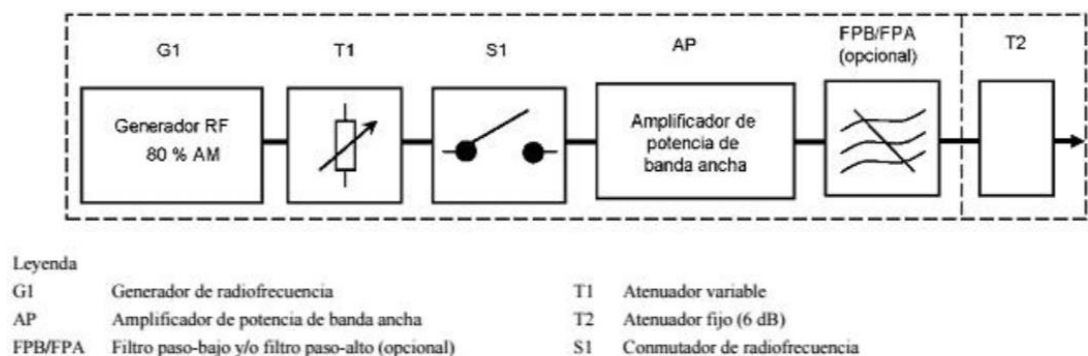 G1 T1 S1 AP FPB/FPA (opcional) T2
Generador RF
80 % AM
Amplificador de
potencia de
banda ancha
Leyenda
G1 Generador de radiofrecuencia T1 Atenuador variable
AP Amplificador de potencia de banda ancha T2 Atenuador fijo (6 dB)
FPB/FPA Filtro paso-bajo y/o filtro paso-alto (opcional) S1 Conmutador de radiofrecuencia